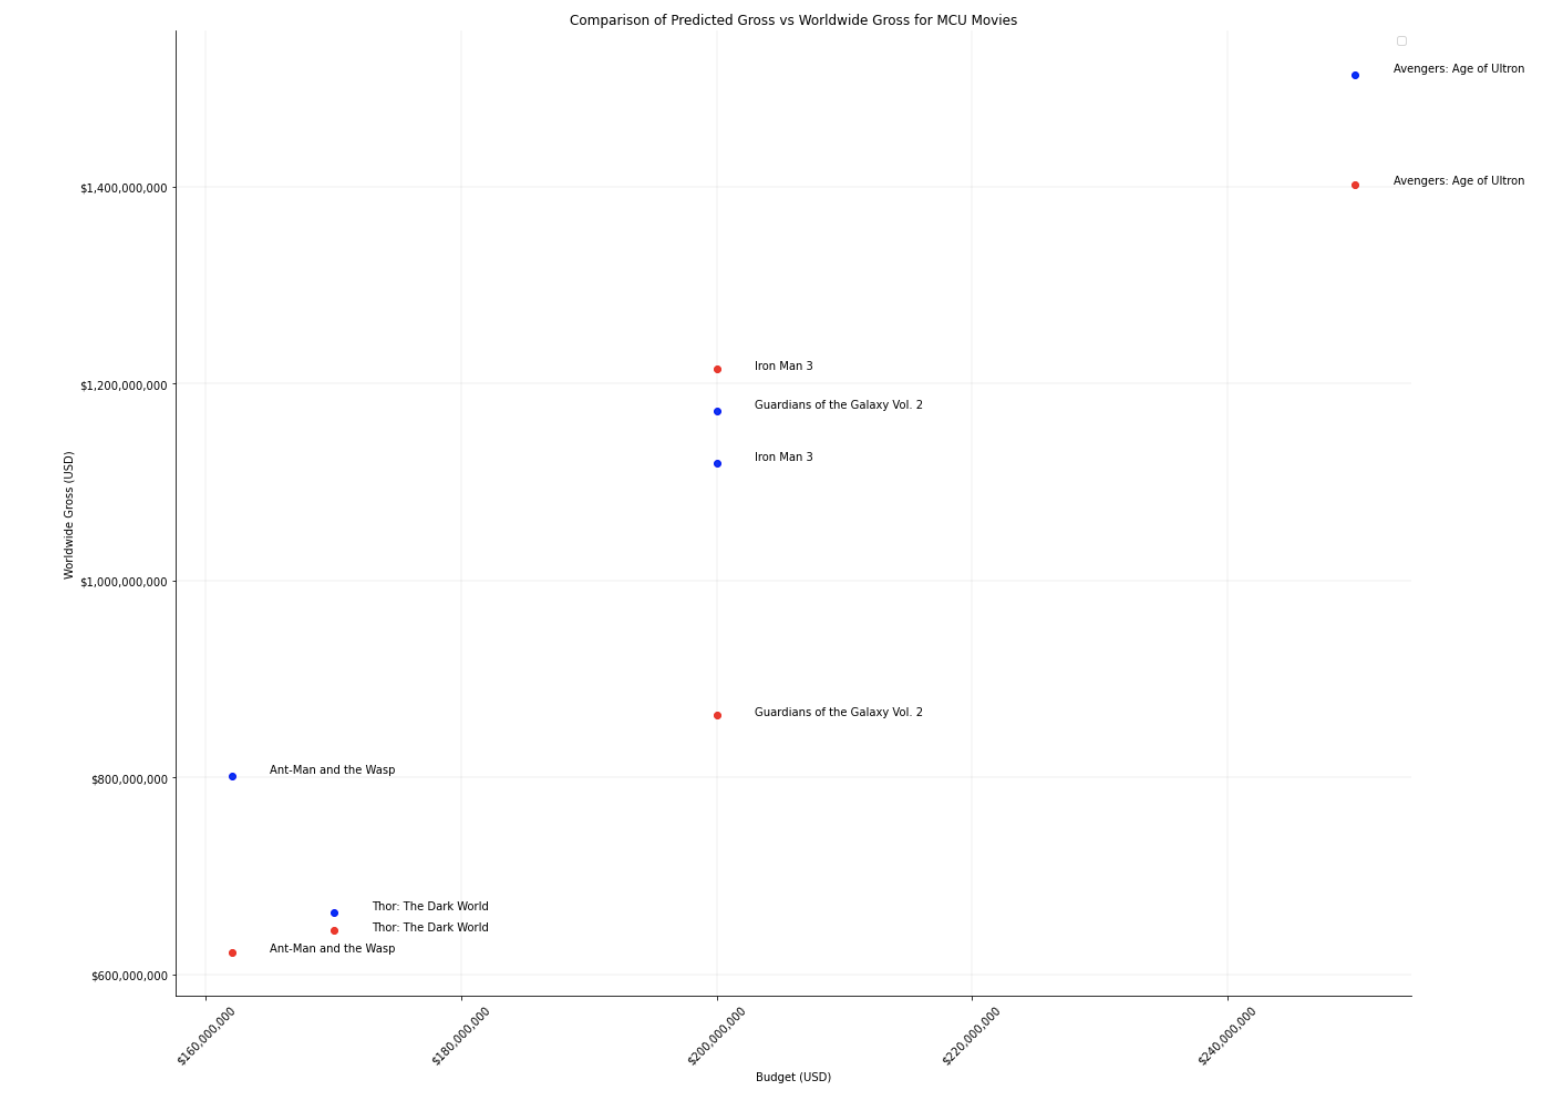 Comparison of Predicted Gross vs Worldwide Gross for MCU Movies
Avengers: Age of Ultron
Avengers: Age of Ultron
$1,400,000,000
Iron Man 3
$1,200,000,000
Guardians of the Galaxy Vol. 2
Iron Man 3
Worldwide Gross (USD)
$1,000,000,000
Guardians of the Galaxy Vol. 2
Ant-Man and the Wasp
$800,000,000
Thor: The Dark World
Thor: The Dark World
Ant-Man and the Wasp
$600,000,000
$160,000,000
$180,000,000
$200,000,000
$220,000,000
$240,000,000
Budget (USD)